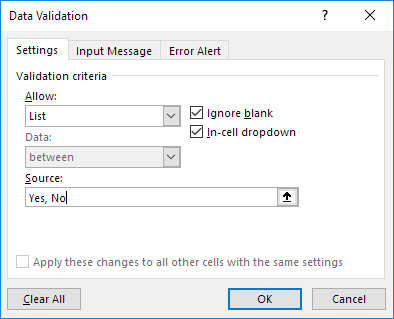 Data Validation ?
Settings Input Message Error Alert
Validation criteria
Allow:
List
Ignore blank
In-cell dropdown
Data:
between
Source:
Yes, No
Apply these changes to all other cells with the same settings
Clear All OK Cancel